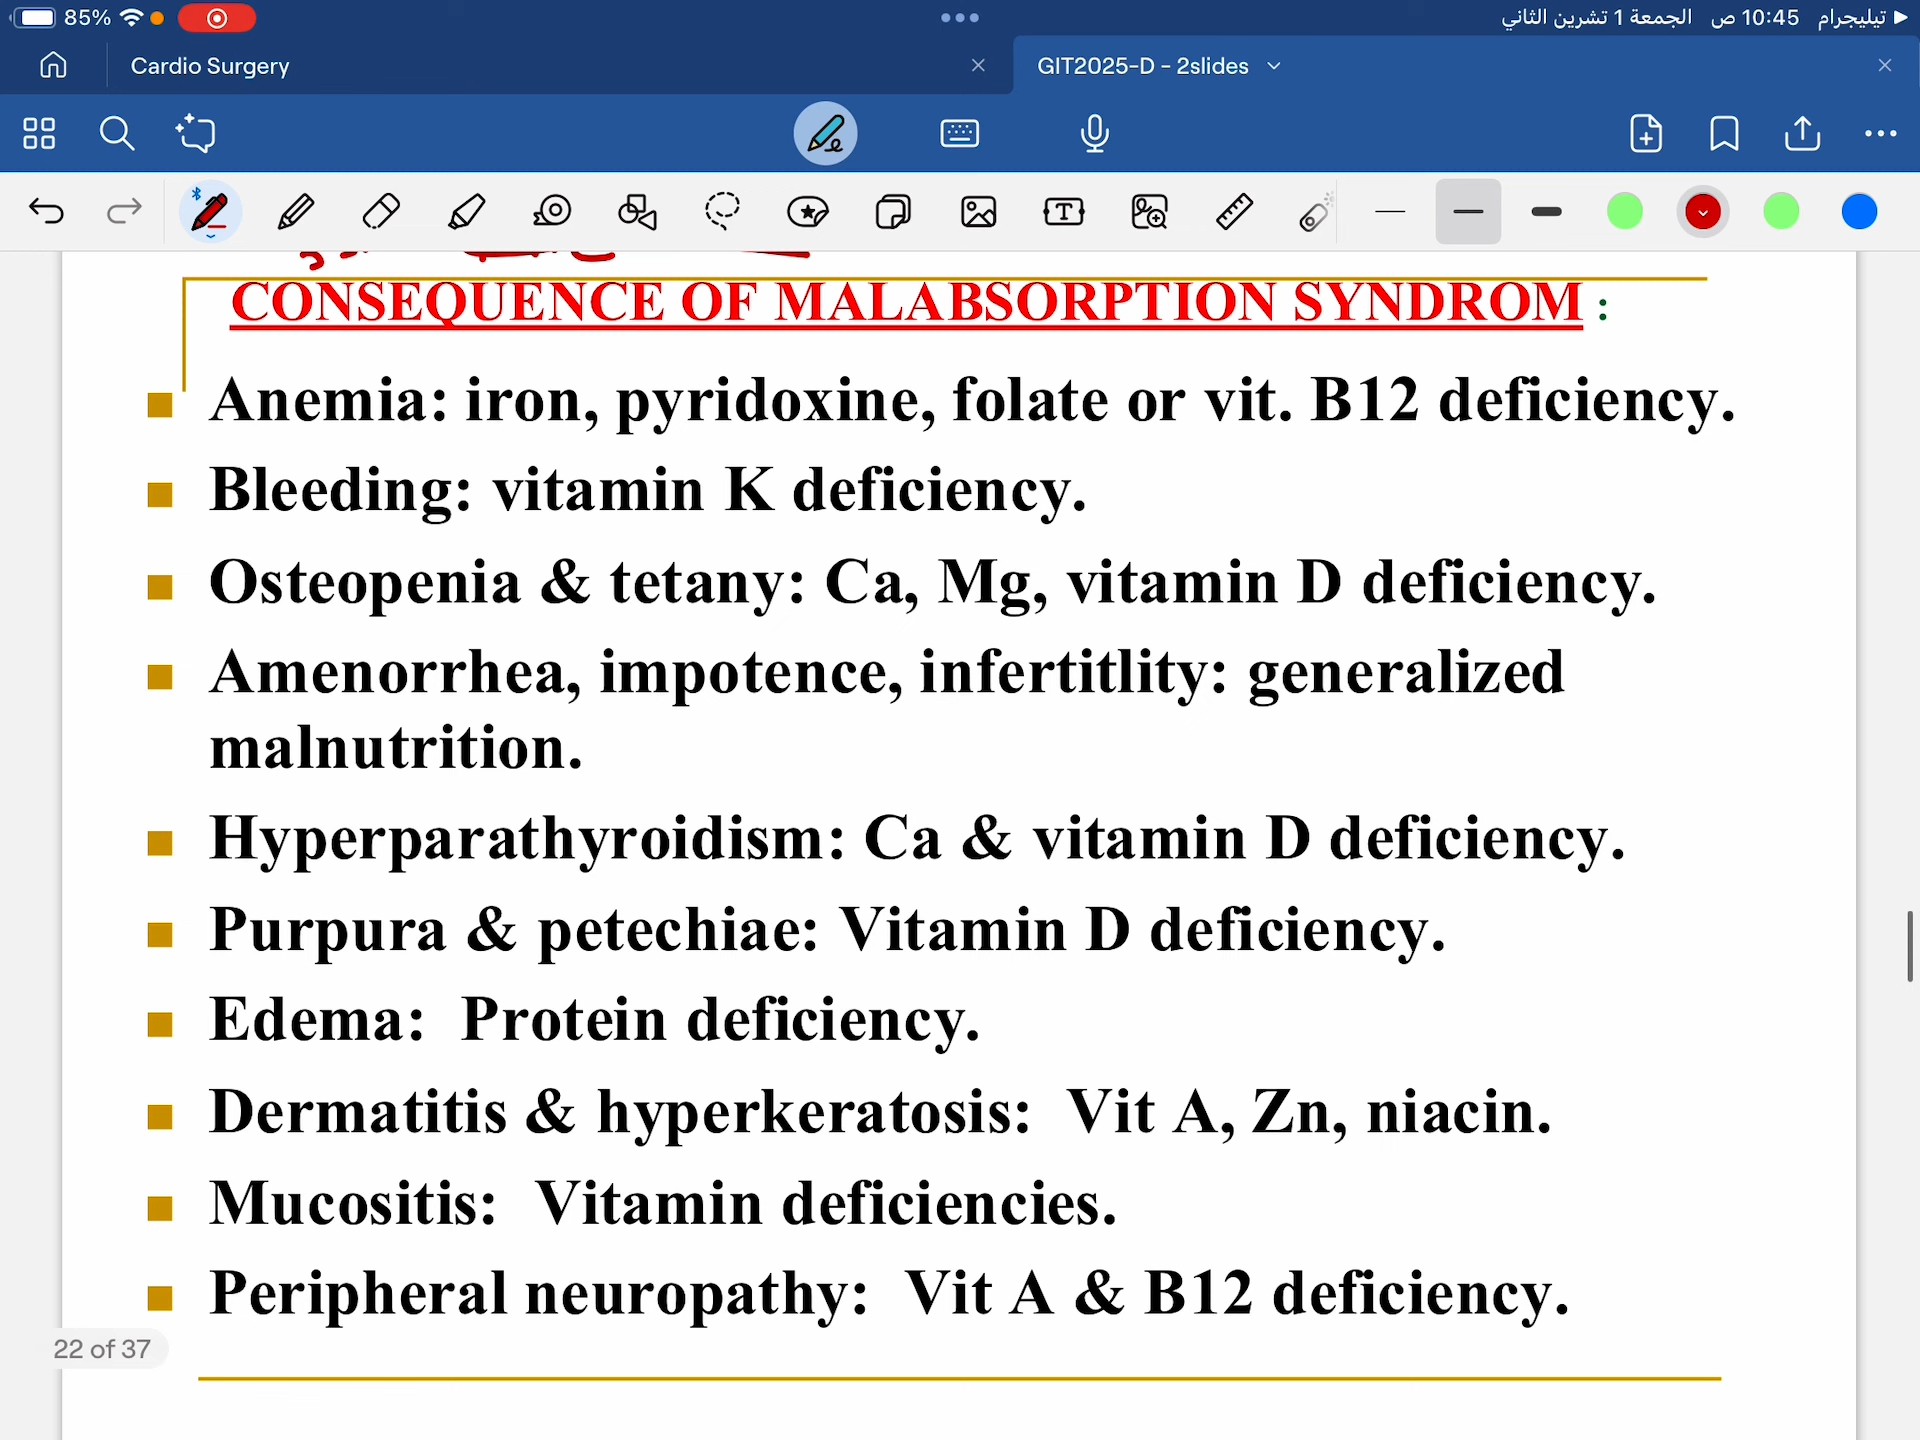 85%
الجمعة 1 تشرين الثاني 10:45 ص تيليجرام
Cardio Surgery
GIT2025-D - 2slides
CONSEQUENCE OF MALABSORPTION SYNDROM :
Anemia: iron, pyridoxine, folate or vit. B12 deficiency.
Bleeding: vitamin K deficiency.
Osteopenia & tetany: Ca, Mg, vitamin D deficiency.
Amenorrhea, impotence, infertitlity: generalized
malnutrition.
Hyperparathyroidism: Ca & vitamin D deficiency.
Purpura & petechiae: Vitamin D deficiency.
Edema: Protein deficiency.
Dermatitis & hyperkeratosis: Vit A, Zn, niacin.
Mucositis: Vitamin deficiencies.
Peripheral neuropathy: Vit A & B12 deficiency.
22 of 37